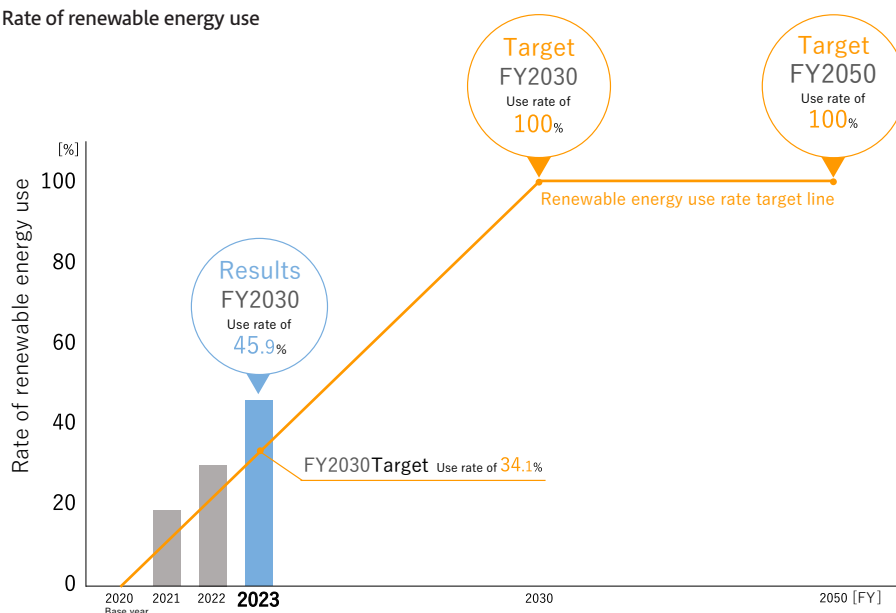 Rate of renewable energy use
Target
FY2030
Use rate of
100%
Target
FY2050
Use rate of
100%
[%]
100
80
60
40
20
0
Rate of renewable energy use
Renewable energy use rate target line
Results
FY2030
Use rate of
45.9%
FY2030Target Use rate of 34.1%
2020 2021 2022 2023 2030 2050 [FY]
Base year